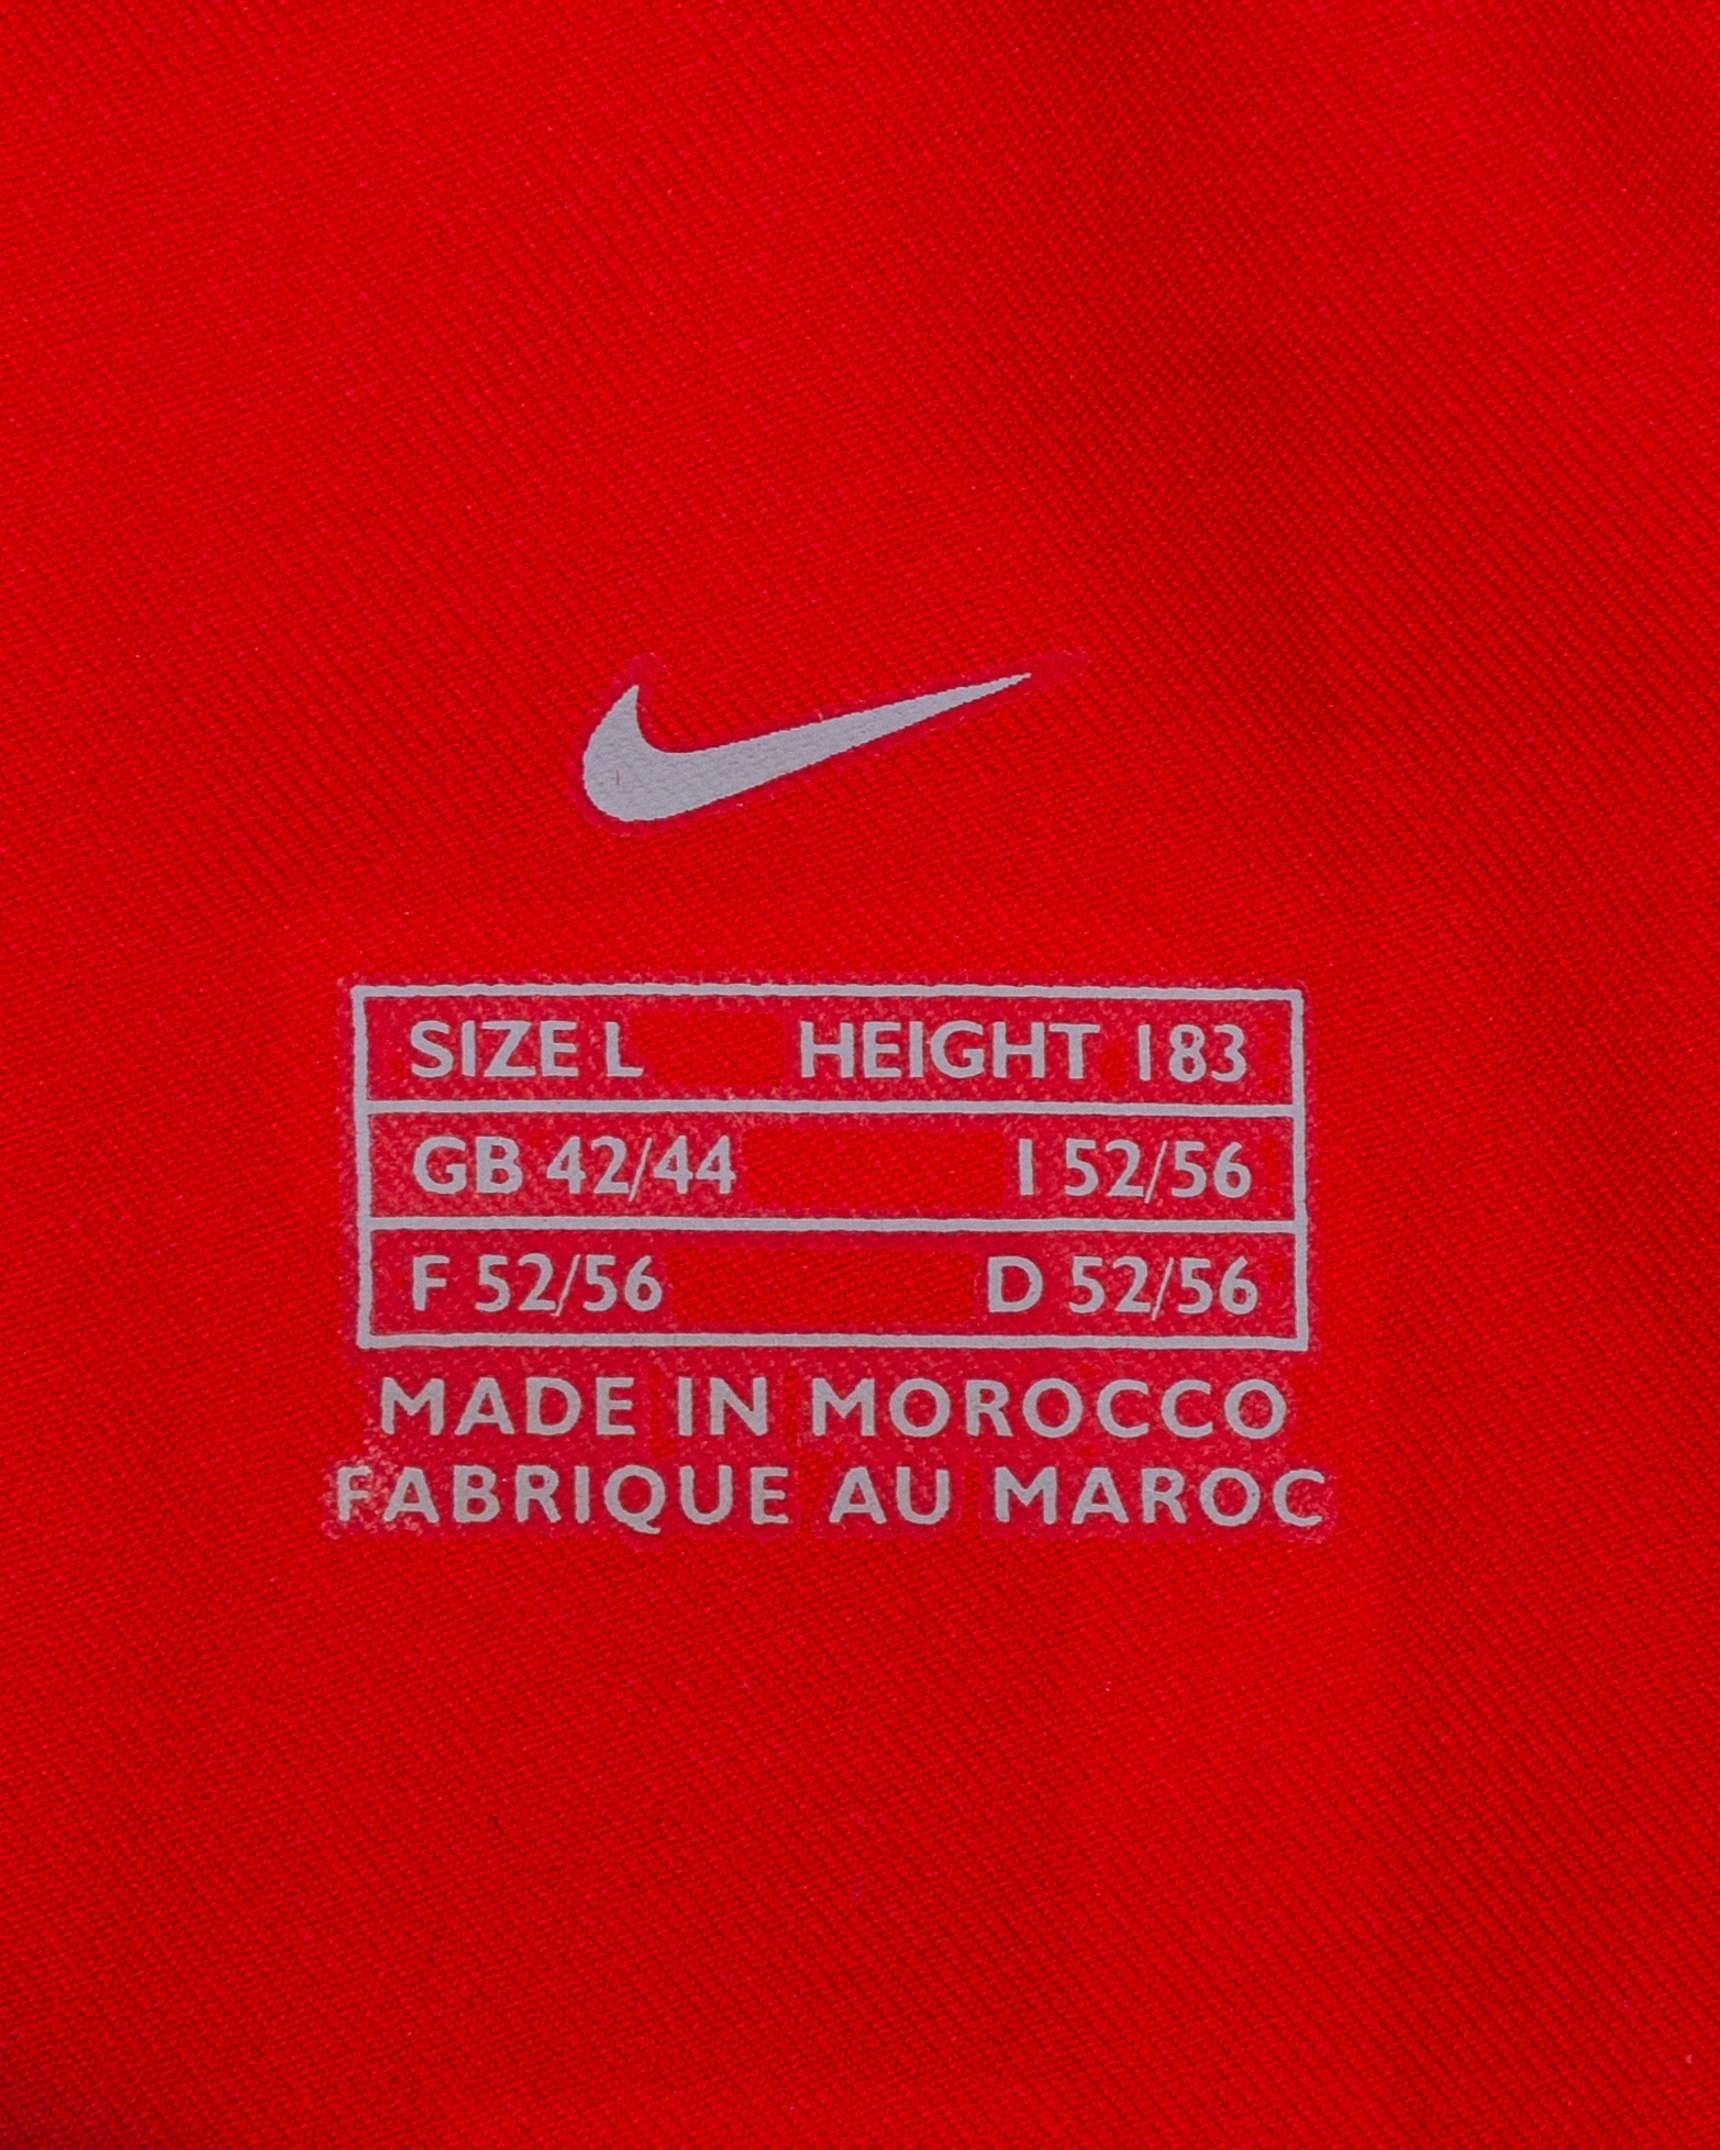 SIZE L HEIGHT 183
GB 42/44 I 52/56
F 52/56 D 52/56
MADE IN MOROCCO
FABRIQUE AU MAROC